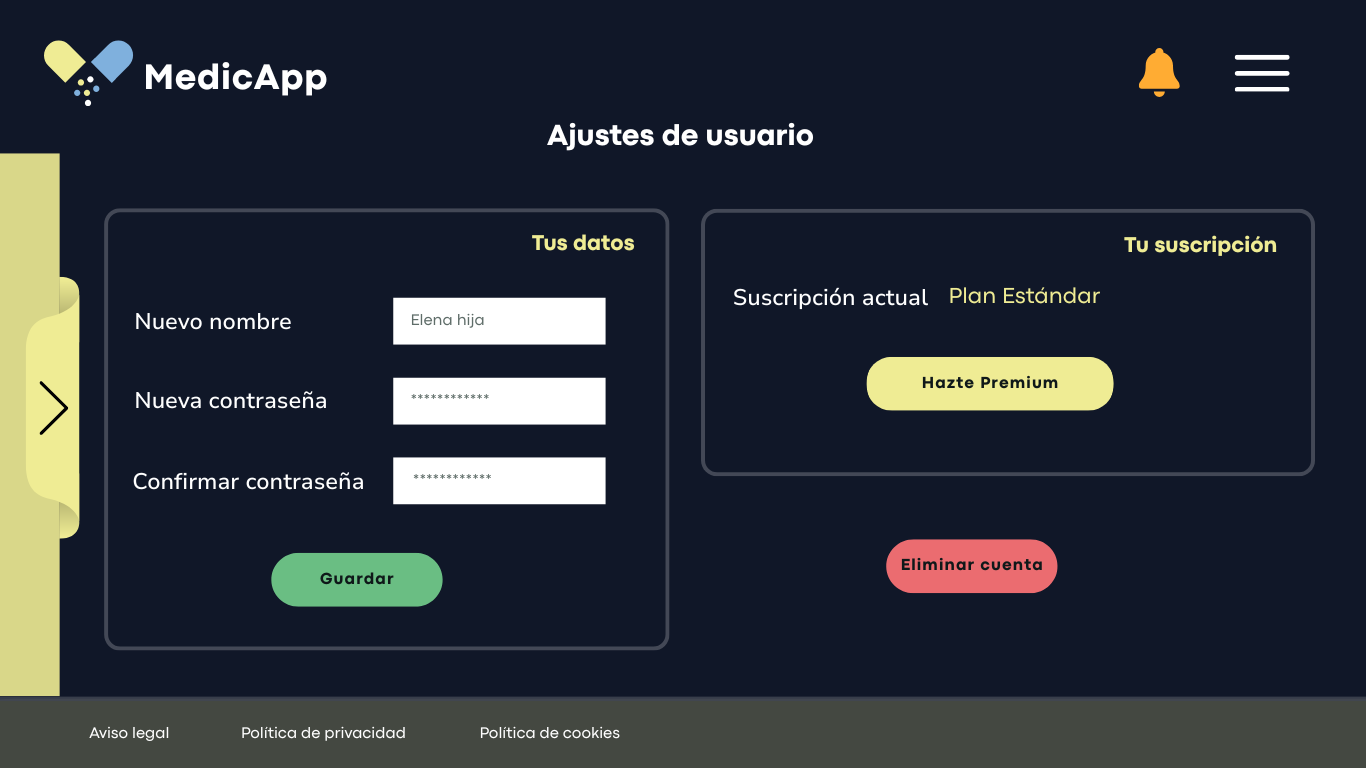 MedicApp
Ajustes de usuario
Tus datos
Nuevo nombre
Elena hija
Nueva contraseña
************
Confirmar contraseña
************
Guardar
Tu suscripción
Suscripción actual Plan Estándar
Hazte Premium
Eliminar cuenta
Aviso legal
Política de privacidad
Política de cookies